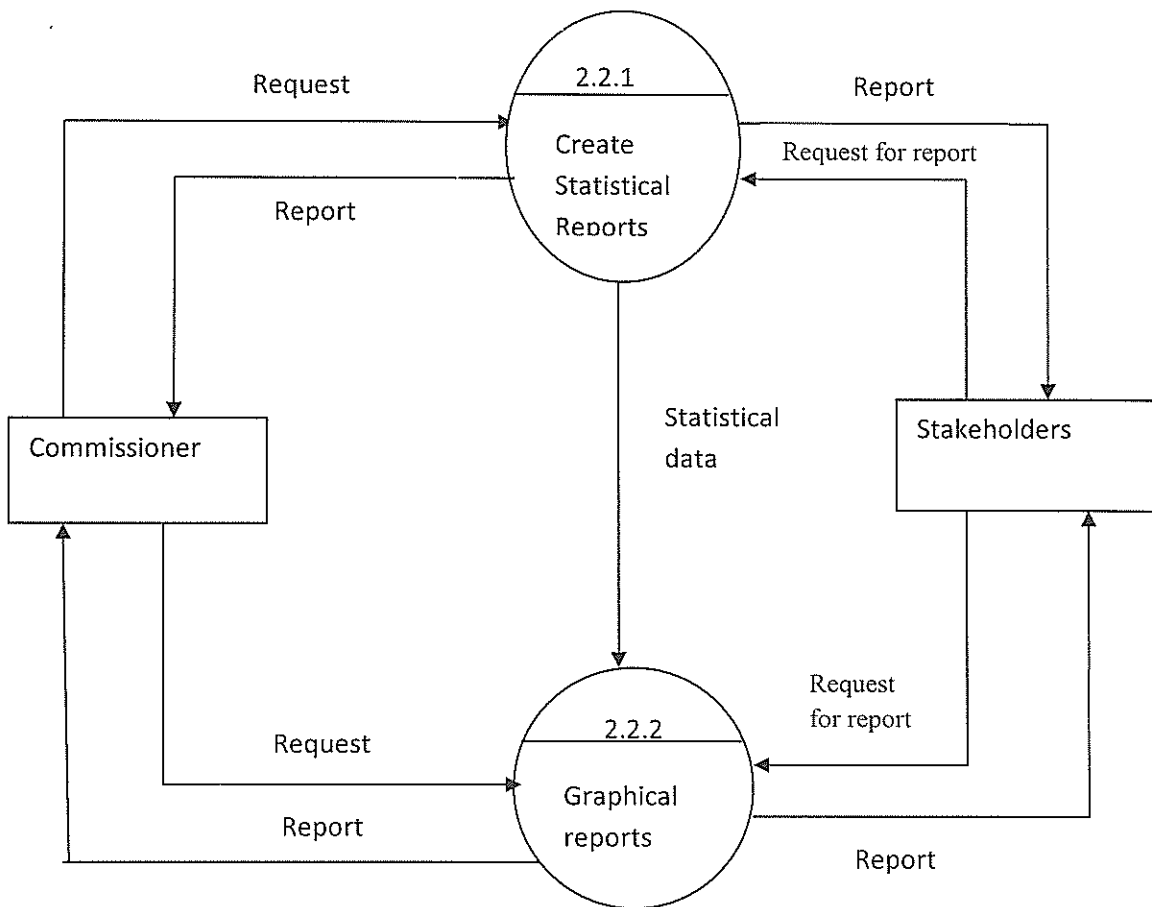 2.2.1
Request
Report
Create
Statistical
Reports
Request for report
Report
Commissioner
Statistical
data
Stakeholders
Request
for report
2.2.2
Request
Graphical
reports
Report
Report